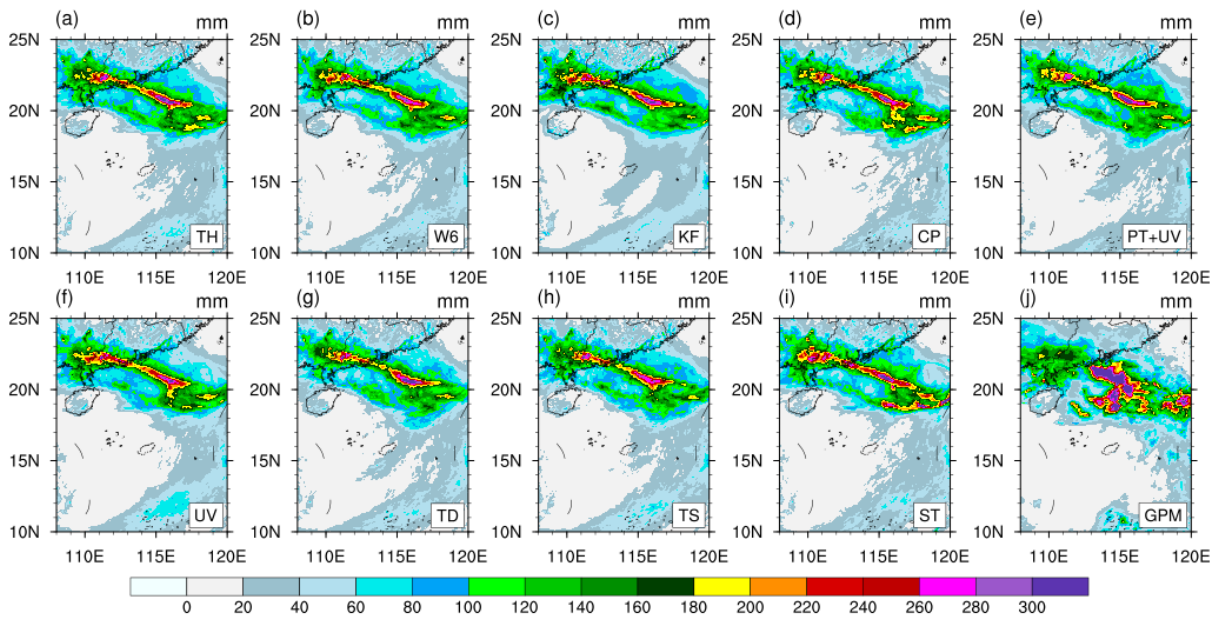 (a) mm (b) mm (c) mm (d) mm (e) mm
25N 25N 25N 25N 25N
20N 20N 20N 20N 20N
15N 15N 15N 15N 15N
TH W6 KF CP PT+UV
10N 10N 10N 10N 10N
110E 115E 120E 110E 115E 120E 110E 115E 120E 110E 115E 120E 110E 115E 120E
(f) mm (g) mm (h) mm (i) mm (j) mm
25N 25N 25N 25N 25N
20N 20N 20N 20N 20N
15N 15N 15N 15N 15N
UV TD TS ST GPM
10N 10N 10N 10N 10N
110E 115E 120E 110E 115E 120E 110E 115E 120E 110E 115E 120E 110E 115E 120E
0 20 40 60 80 100 120 140 160 180 200 220 240 260 280 300